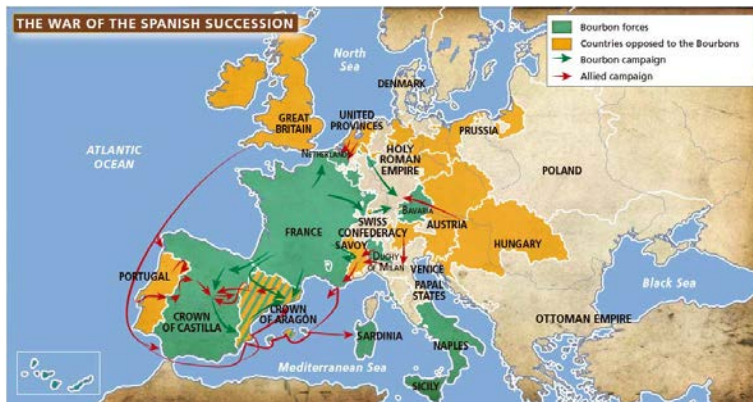 THE WAR OF THE SPANISH SUCCESSION
Bourbon forces
Countries opposed to the Bourbons
Bourbon campaign
Allied campaign
North
Sea
DENMARK
GREAT
BRITAIN
UNITED
PROVINCES
NETHERLANDS
PRUSSIA
HOLY
ROMAN
EMPIRE
ATLANTIC
OCEAN
POLAND
BAVARIA
SWISS
CONFEDERACY
AUSTRIA
HUNGARY
FRANCE
SAVOY
DUCHY
OF MILAN
VENICE
PAPAL
STATES
PORTUGAL
CROWN
OF CASTILLA
CROWN
OF ARAGÓN
Black Sea
OTTOMAN EMPIRE
SARDINIA
NAPLES
Mediterranean Sea
SICILY